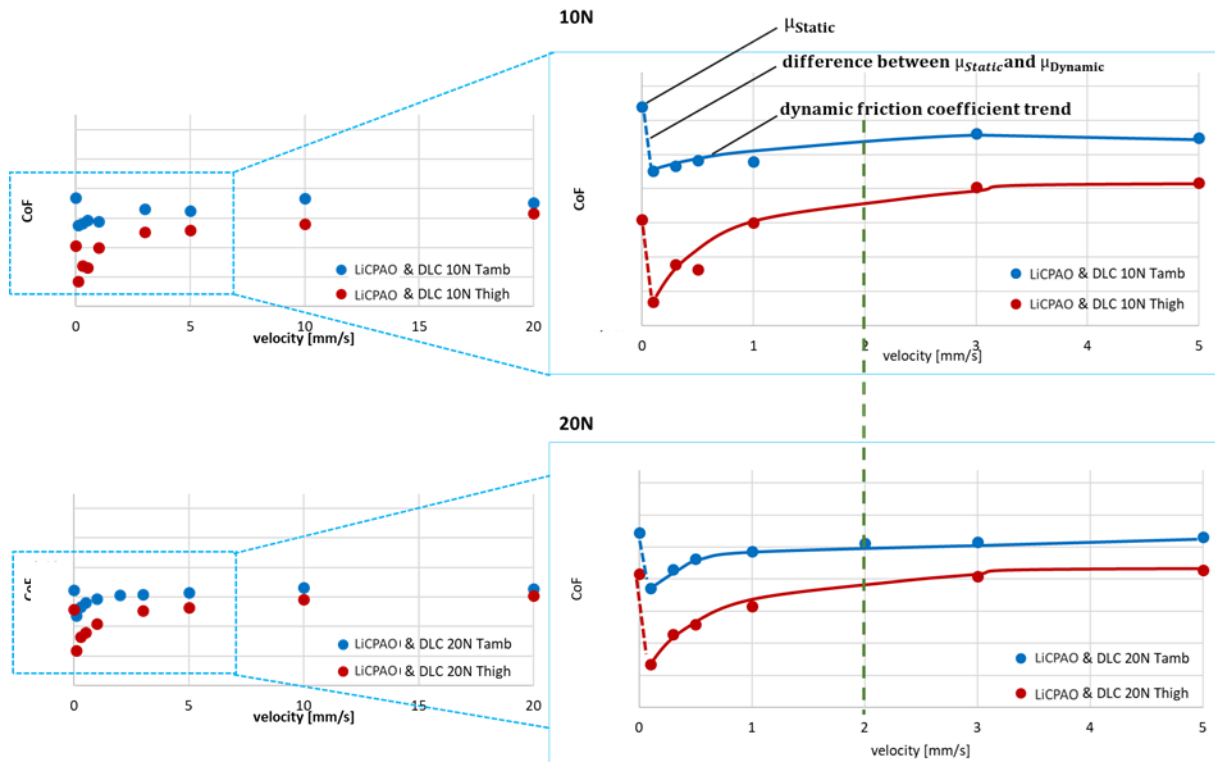 10N
μStatic
difference between μStatic and μDynamic
dynamic friction coefficient trend
CoF
LiCPAO & DLC 10N Tamb
LiCPAO & DLC 10N Thigh
0 5 10 15 20
velocity [mm/s]
CoF
LiCPAO & DLC 10N Tamb
LiCPAO & DLC 10N Thigh
0 1 2 3 4 5
velocity [mm/s]
20N
CoF
LiCPAO & DLC 20N Tamb
LiCPAO & DLC 20N Thigh
0 5 10 15 20
velocity [mm/s]
CoF
LiCPAO & DLC 20N Tamb
LiCPAO & DLC 20N Thigh
0 1 2 3 4 5
velocity [mm/s]